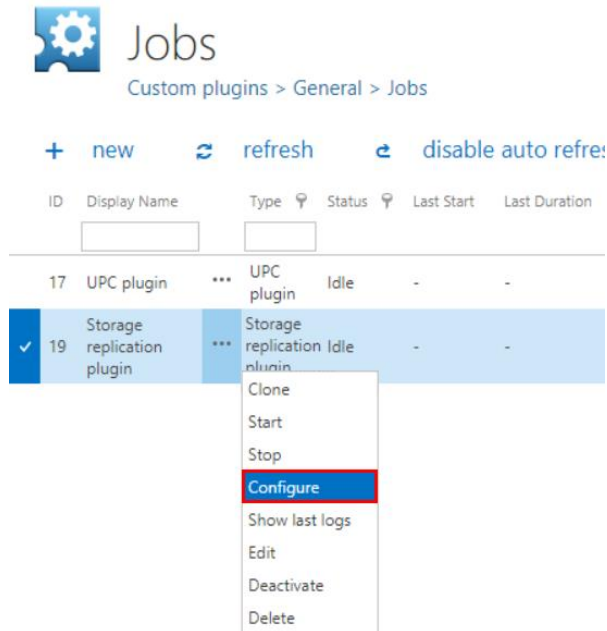 Jobs
Custom plugins > General > Jobs
+ new refresh disable auto refres
ID Display Name Type Status Last Start Last Duration
17 UPC plugin ... UPC plugin Idle - -
19 Storage replication plugin ... Storage replication plugin Idle - -
Clone
Start
Stop
Configure
Show last logs
Edit
Deactivate
Delete